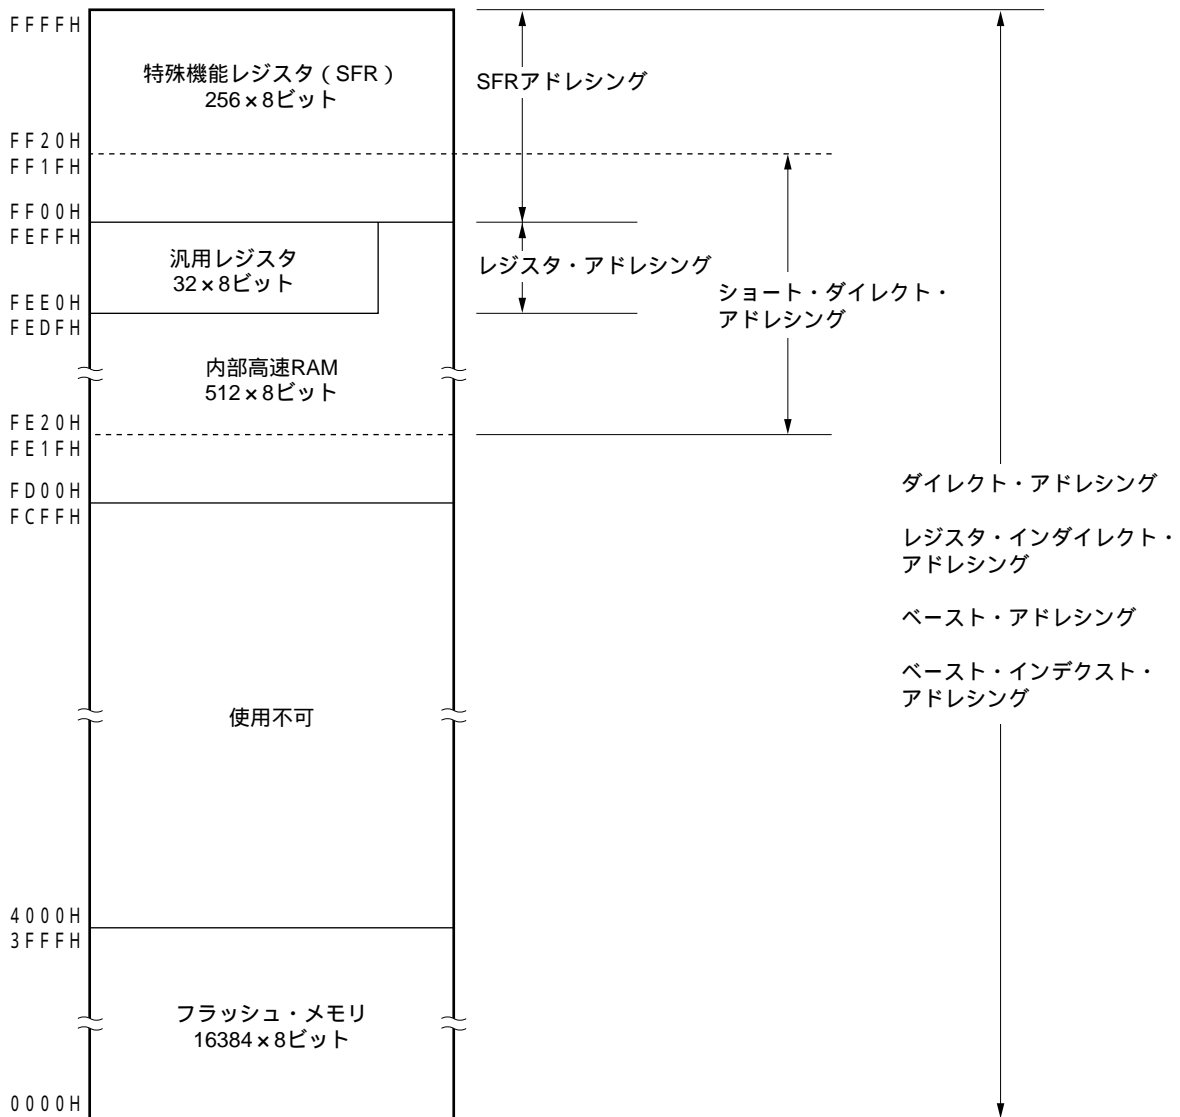 FFFFH
特殊機能レジスタ（SFR）
256×8ビット
SFRアドレシング
FF20H
FF1FH
FF00H
FEFFH
汎用レジスタ
32×8ビット
レジスタ・アドレシング
ショート・ダイレクト・
アドレシング
FEE0H
FEDFH
内部高速RAM
512×8ビット
FE20H
FE1FH
FD00H
FCFFH
ダイレクト・アドレシング
レジスタ・インダイレクト・
アドレシング
ベースト・アドレシング
ベースト・インデクスト・
アドレシング
使用不可
4000H
3FFFH
フラッシュ・メモリ
16384×8ビット
0000H